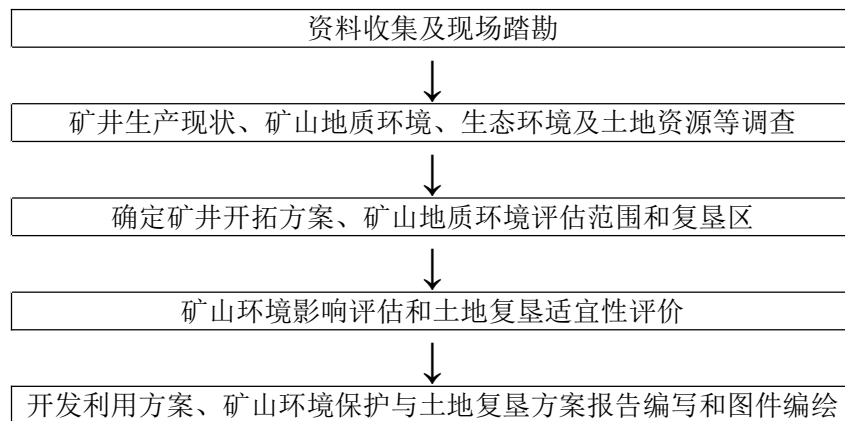 资料收集及现场踏勘
矿井生产现状、矿山地质环境、生态环境及土地资源等调查
确定矿井开拓方案、矿山地质环境评估范围和复垦区
矿山环境影响评估和土地复垦适宜性评价
开发利用方案、矿山环境保护与土地复垦方案报告编写和图件编绘